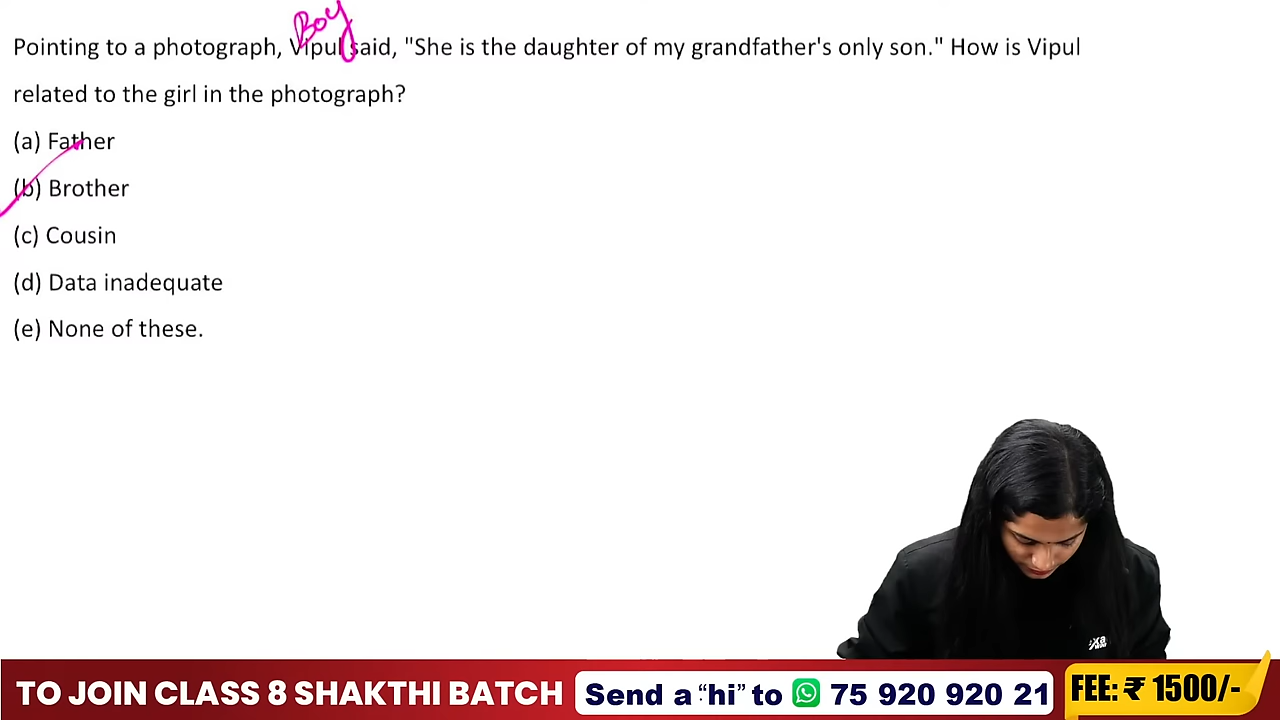 Boy
Pointing to a photograph, Vipul said, "She is the daughter of my grandfather's only son." How is Vipul
related to the girl in the photograph?
(a) Father
(b) Brother
(c) Cousin
(d) Data inadequate
(e) None of these.
TO JOIN CLASS 8 SHAKTHI BATCH
Send a “hi” to 75 920 920 21
FEE: ₹ 1500/-